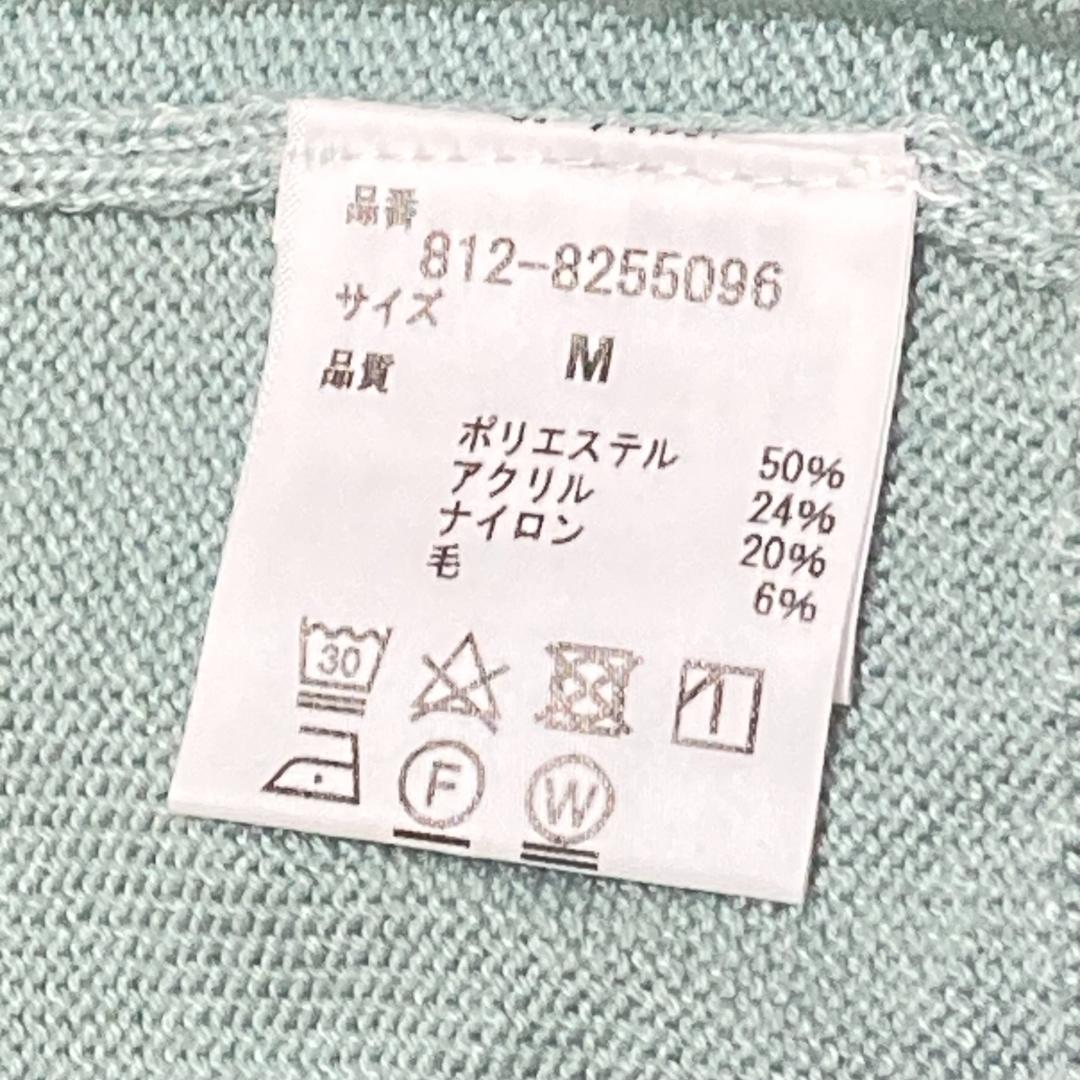 品番
812-8255096
サイズ
M
品質
ポリエステル 50%
アクリル 24%
ナイロン 20%
毛 6%
30
F
W